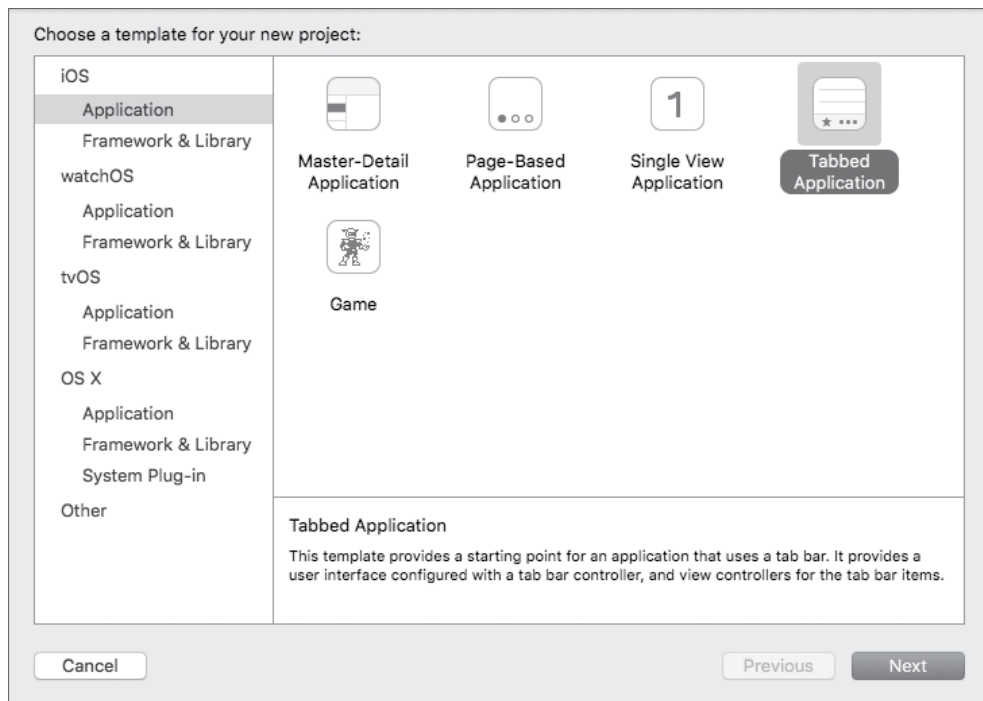 Choose a template for your new project:
iOS
Application
Framework & Library
watchOS
Application
Framework & Library
tvOS
Application
Framework & Library
OS X
Application
Framework & Library
System Plug-in
Other
Master-Detail
Application
Page-Based
Application
1
Single View
Application
Tabbed
Application
Game
Tabbed Application
This template provides a starting point for an application that uses a tab bar. It provides a
user interface configured with a tab bar controller, and view controllers for the tab bar items.
Cancel
Previous
Next